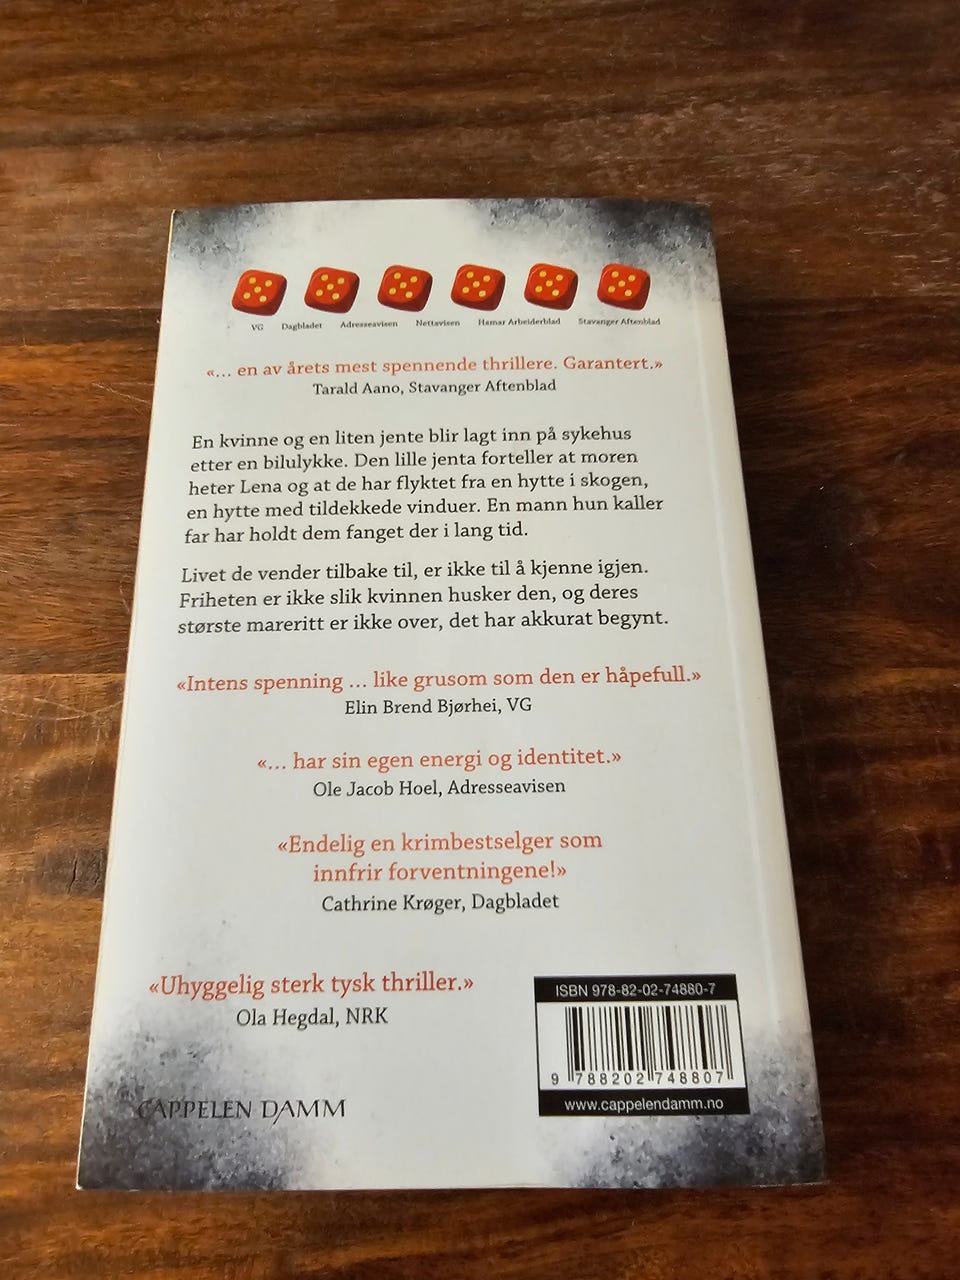 VG Dagbladet Adresseavisen Nettavisen Hamar Arbeiderblad Stavanger Aftenblad
«... en av årets mest spennende thrillere. Garantert.»
Tarald Aano, Stavanger Aftenblad
En kvinne og en liten jente blir lagt inn på sykehus
etter en bilulykke. Den lille jenta forteller at moren
heter Lena og at de har flyktet fra en hytte i skogen,
en hytte med tildekkede vinduer. En mann hun kaller
far har holdt dem fanget der i lang tid.
Livet de vender tilbake til, er ikke til å kjenne igjen.
Friheten er ikke slik kvinnen husker den, og deres
største mareritt er ikke over, det har akkurat begynt.
«Intens spenning ... like grusom som den er håpefull.»
Elin Brend Bjørhei, VG
«... har sin egen energi og identitet.»
Ole Jacob Hoel, Adresseavisen
«Endelig en krimbestselger som
innfrir forventningene!»
Cathrine Krøger, Dagbladet
«Uhyggelig sterk tysk thriller.»
Ola Hegdal, NRK
CAPPELEN DAMM
ISBN 978-82-02-74880-7
9 788202 748807
www.cappelendamm.no